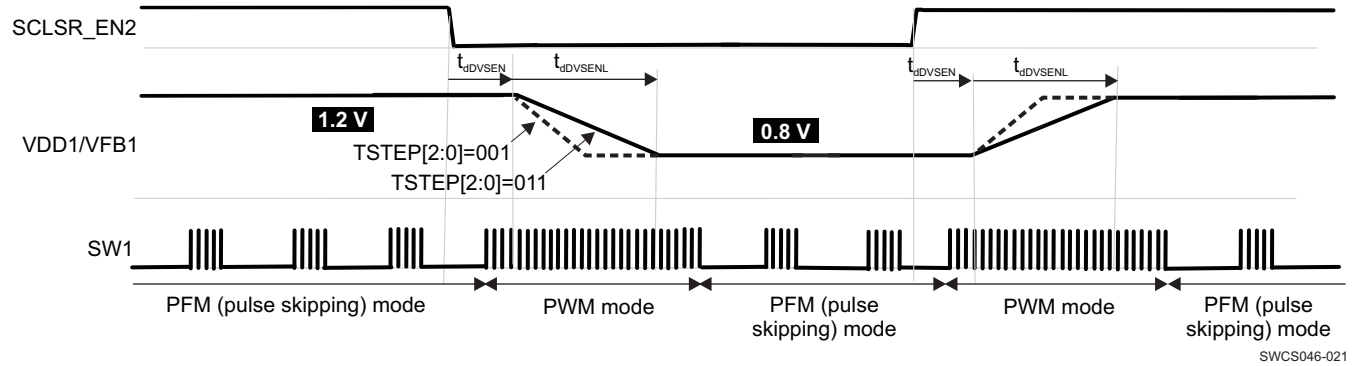 SCLSR_EN2
tdDVSEN
tdDVSENL
tdDVSEN
tdDVSENL
1.2 V
0.8 V
VDD1/VFB1
TSTEP[2:0]=001
TSTEP[2:0]=011
SW1
PFM (pulse skipping) mode
PWM mode
PFM (pulse
skipping) mode
PWM mode
PFM (pulse
skipping) mode
SWCS046-021